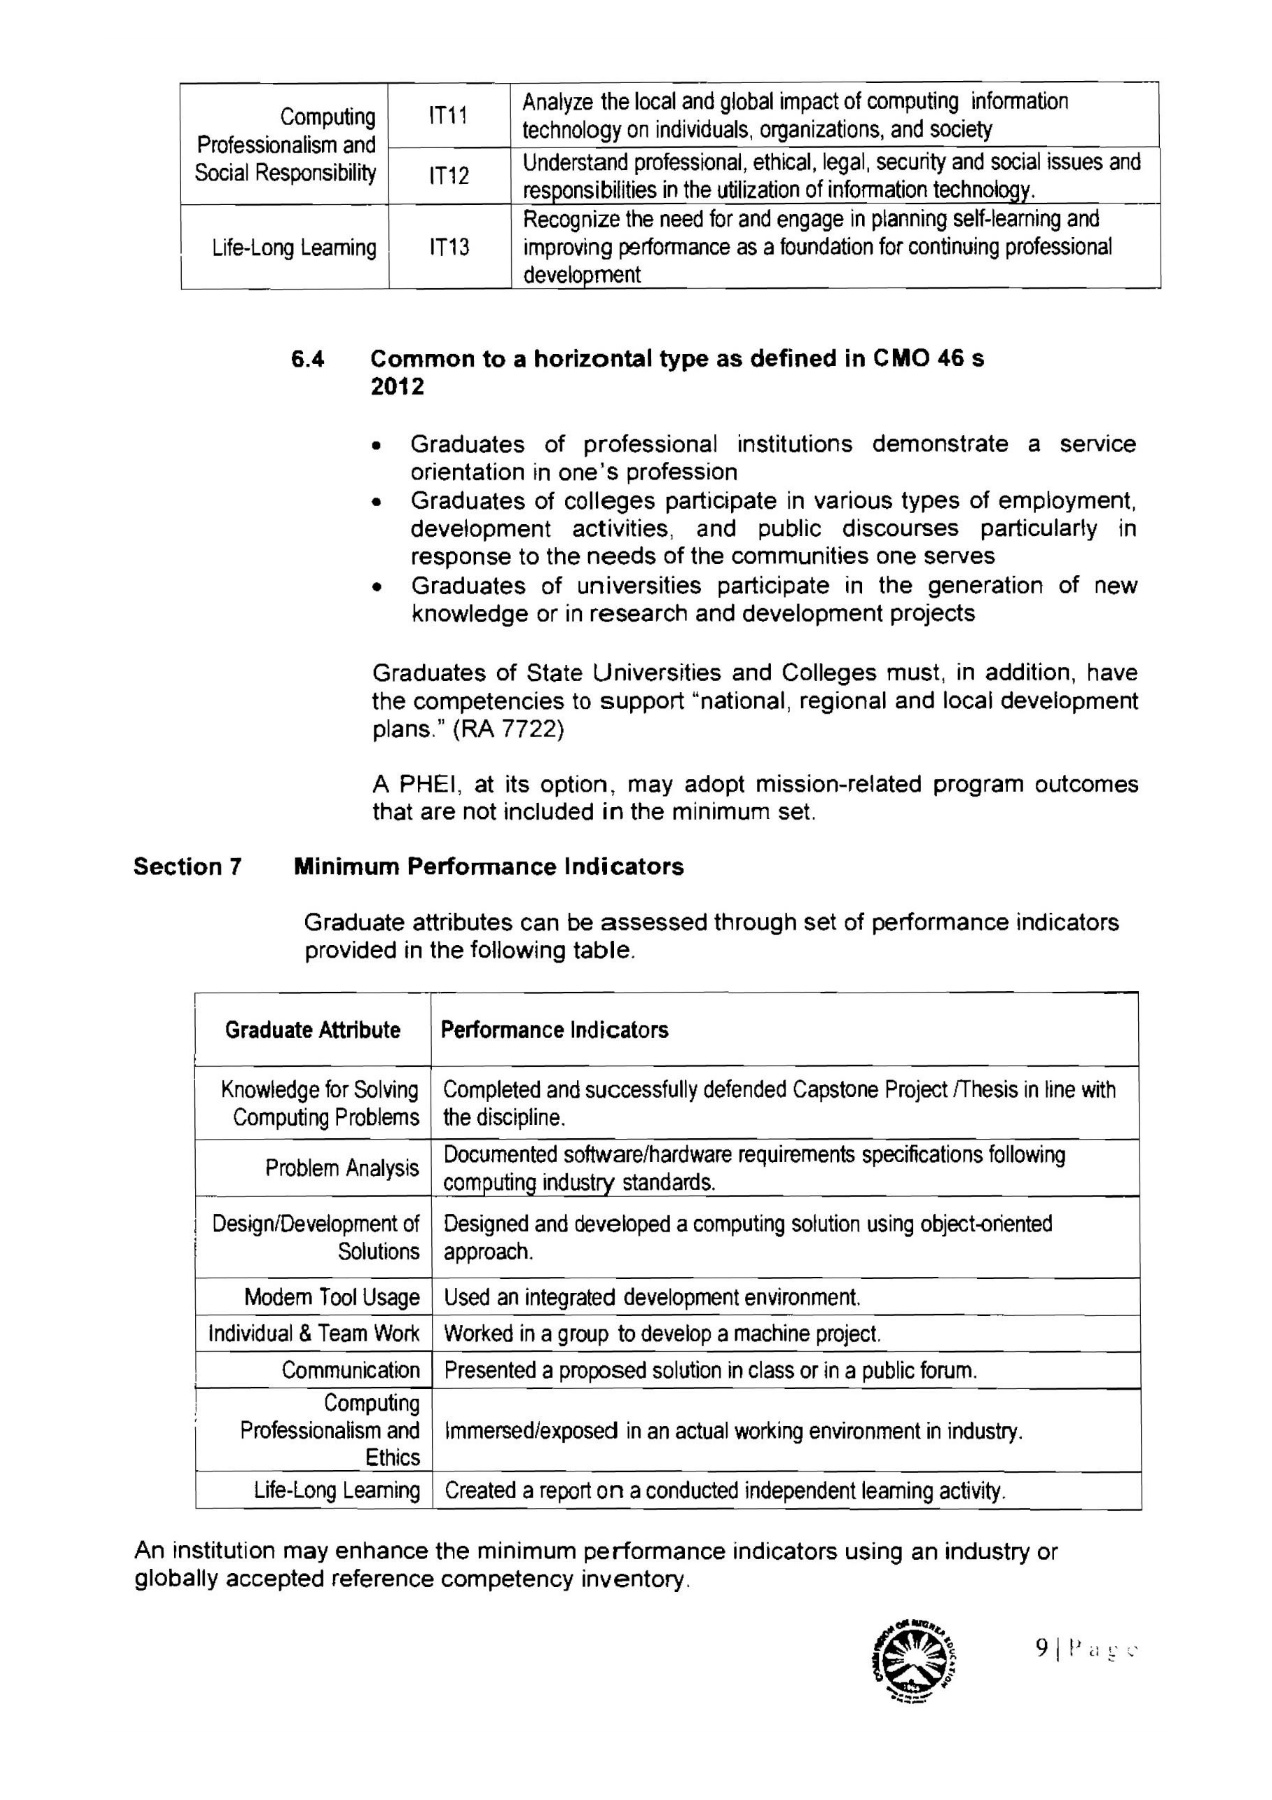 Computing
Professionalism and
Social Responsibility
IT11
Analyze the local and global impact of computing information
technology on individuals, organizations, and society
IT12
Understand professional, ethical, legal, security and social issues and
responsibilities in the utilization of information technology.
Life-Long Learning
IT13
Recognize the need for and engage in planning self-learning and
improving performance as a foundation for continuing professional
development
6.4 Common to a horizontal type as defined in CMO 46 s
2012
• Graduates of professional institutions demonstrate a service
orientation in one's profession
• Graduates of colleges participate in various types of employment,
development activities, and public discourses particularly in
response to the needs of the communities one serves
• Graduates of universities participate in the generation of new
knowledge or in research and development projects
Graduates of State Universities and Colleges must, in addition, have
the competencies to support “national, regional and local development
plans.” (RA 7722)
A PHEI, at its option, may adopt mission-related program outcomes
that are not included in the minimum set.
Section 7 Minimum Performance Indicators
Graduate attributes can be assessed through set of performance indicators
provided in the following table.
Graduate Attribute Performance Indicators
Knowledge for Solving
Computing Problems
Completed and successfully defended Capstone Project /Thesis in line with
the discipline.
Problem Analysis
Documented software/hardware requirements specifications following
computing industry standards.
Design/Development of
Solutions
Designed and developed a computing solution using object-oriented
approach.
Modern Tool Usage Used an integrated development environment.
Individual & Team Work Worked in a group to develop a machine project.
Communication Presented a proposed solution in class or in a public forum.
Computing
Professionalism and
Ethics
Immersed/exposed in an actual working environment in industry.
Life-Long Learning Created a report on a conducted independent learning activity.
An institution may enhance the minimum performance indicators using an industry or
globally accepted reference competency inventory.
COMMISSION ON HIGHER EDUCATION
9 | Page